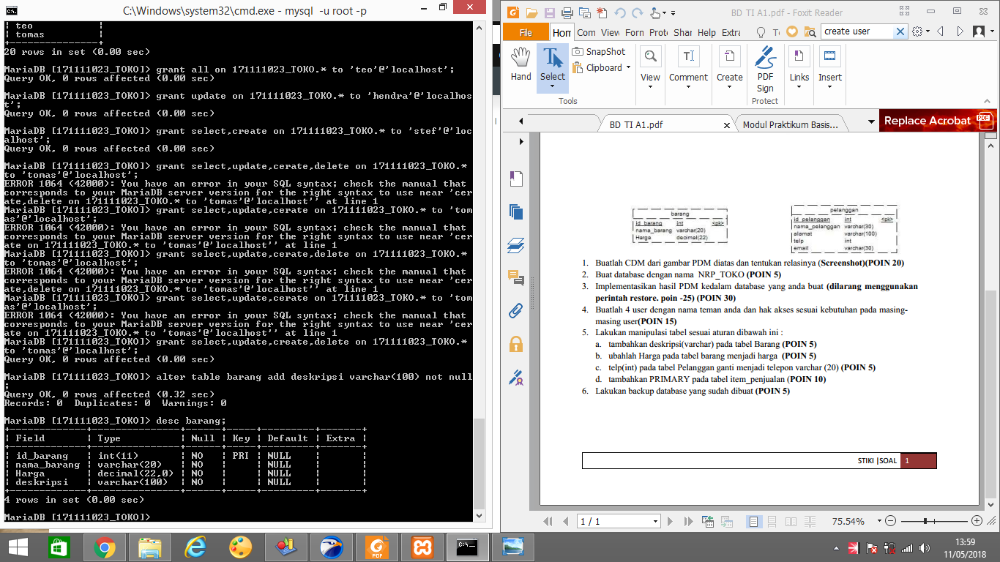 C:\Windows\system32\cmd.exe - mysql -u root -p
| teo |
| tomas |
20 rows in set (0.00 sec)
MariaDB [171111023_TOKO]> grant all on 171111023_TOKO.* to 'teo'@'localhost';
Query OK, 0 rows affected (0.00 sec)
MariaDB [171111023_TOKO]> grant update on 171111023_TOKO.* to 'hendra'@'localhos
t';
Query OK, 0 rows affected (0.00 sec)
MariaDB [171111023_TOKO]> grant select,create on 171111023_TOKO.* to 'stef'@'loc
alhost';
Query OK, 0 rows affected (0.00 sec)
MariaDB [171111023_TOKO]> grant select,update,cerate,delete on 171111023_TOKO.*
to 'tomas'@'localhost';
ERROR 1064 (42000): You have an error in your SQL syntax; check the manual that
corresponds to your MariaDB server version for the right syntax to use near 'cer
ate,delete on 171111023_TOKO.* to 'tomas'@'localhost'' at line 1
MariaDB [171111023_TOKO]> grant select,update,cerate on 171111023_TOKO.* to 'tom
as'@'localhost';
ERROR 1064 (42000): You have an error in your SQL syntax; check the manual that
corresponds to your MariaDB server version for the right syntax to use near 'cer
ate on 171111023_TOKO.* to 'tomas'@'localhost'' at line 1
MariaDB [171111023_TOKO]> grant select,update,cerate,delete on 171111023_TOKO.*
to 'tomas'@'localhost';
ERROR 1064 (42000): You have an error in your SQL syntax; check the manual that
corresponds to your MariaDB server version for the right syntax to use near 'cer
ate,delete on 171111023_TOKO.* to 'tomas'@'localhost'' at line 1
MariaDB [171111023_TOKO]> grant select,update,cerate on 171111023_TOKO.* to 'tom
as'@'localhost';
ERROR 1064 (42000): You have an error in your SQL syntax; check the manual that
corresponds to your MariaDB server version for the right syntax to use near 'cer
ate on 171111023_TOKO.* to 'tomas'@'localhost'' at line 1
MariaDB [171111023_TOKO]> grant select,update,create,delete on 171111023_TOKO.*
to 'tomas'@'localhost';
Query OK, 0 rows affected (0.00 sec)
MariaDB [171111023_TOKO]> alter table barang add deskripsi varchar(100) not null
;
Query OK, 0 rows affected (0.32 sec)
Records: 0 Duplicates: 0 Warnings: 0
MariaDB [171111023_TOKO]> desc barang;
| Field | Type | Null | Key | Default | Extra |
| id_barang | int(11) | NO | PRI | NULL | |
| nama_barang | varchar(20) | NO | | NULL | |
| Harga | decimal(22,0) | NO | | NULL | |
| deskripsi | varchar(100) | NO | | NULL | |
4 rows in set (0.00 sec)
MariaDB [171111023_TOKO]>
BD TI A1.pdf - Foxit Reader
File Hom Com View Forn Prote Shar Help Extra create user
Hand Select SnapShot Clipboard View Comment Create PDF Sign Links Insert
Tools Protect
BD TI A1.pdf Modul Praktikum Basis... Replace Acrobat PDF
barang
id_barang int <pk>
nama_barang varchar(20)
Harga decimal(22)
pelanggan
id_pelanggan int <pk>
nama_pelanggan varchar(30)
alamat varchar(100)
telp int
email varchar(30)
1. Buatlah CDM dari gambar PDM diatas dan tentukan relasinya (Screenshot)(POIN 20)
2. Buat database dengan nama NRP_TOKO (POIN 5)
3. Implementasikan hasil PDM kedalam database yang anda buat (dilarang menggunakan
perintah restore. poin -25) (POIN 30)
4. Buatlah 4 user dengan nama teman anda dan hak akses sesuai kebutuhan pada masing-
masing user(POIN 15)
5. Lakukan manipulasi tabel sesuai aturan dibawah ini :
a. tambahkan deskripsi(varchar) pada tabel Barang (POIN 5)
b. ubahlah Harga pada tabel barang menjadi harga (POIN 5)
c. telp(int) pada tabel Pelanggan ganti menjadi telepon varchar (20) (POIN 5)
d. tambahkan PRIMARY pada tabel item_penjualan (POIN 10)
6. Lakukan backup database yang sudah dibuat (POIN 5)
STIKI |SOAL 1
1 / 1 75.54%
13:59
11/05/2018